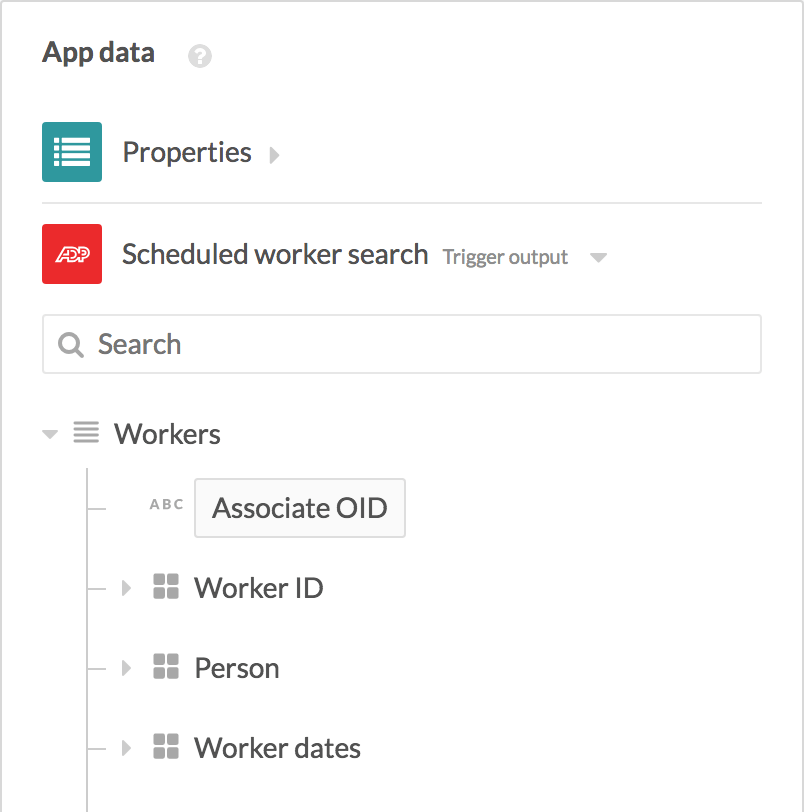 App data ?
Properties
ADP Scheduled worker search Trigger output
Search
Workers
ABC Associate OID
Worker ID
Person
Worker dates